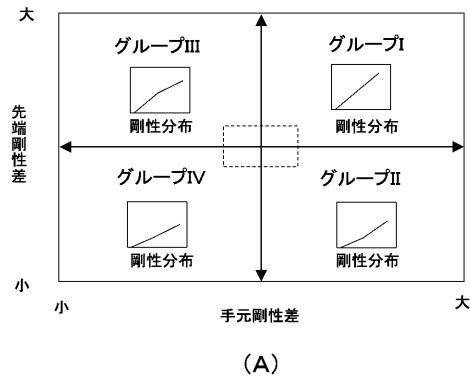 大
グループIII
グループI
剛性分布
剛性分布
先端剛性差
グループIV
グループII
剛性分布
剛性分布
小
小
手元剛性差
大
(A)